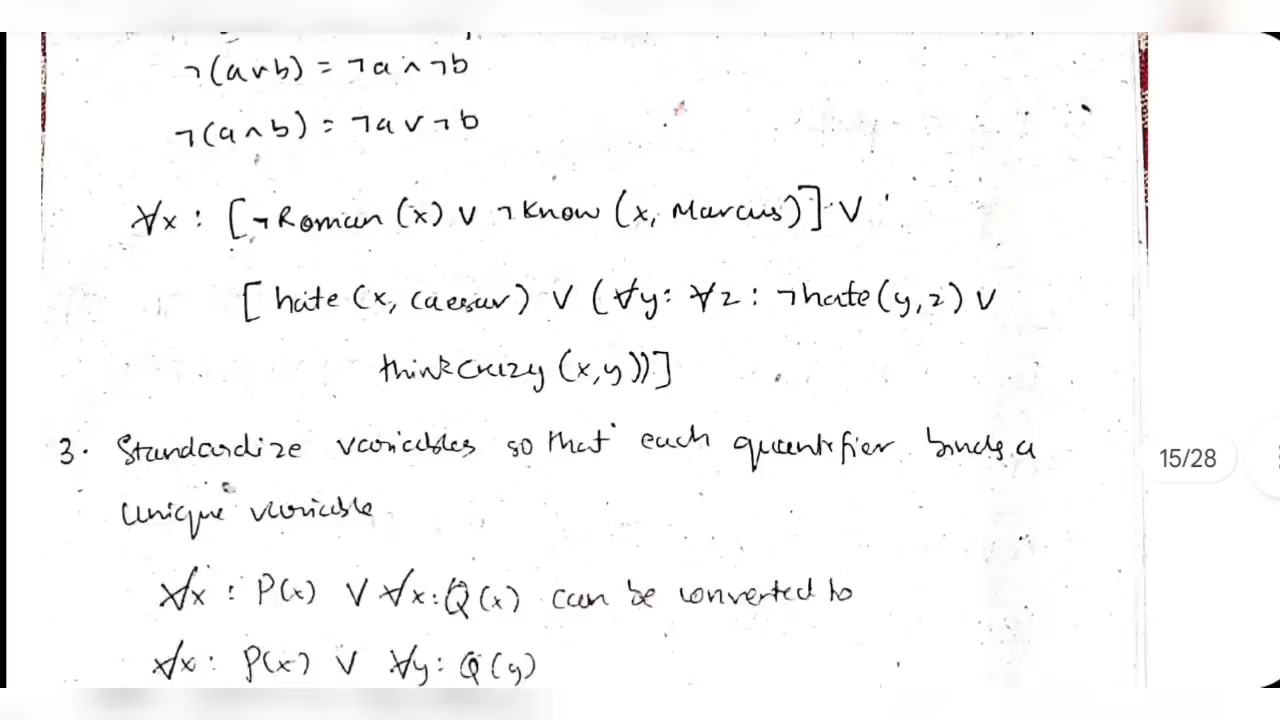 ¬(a∨b) = ¬a ∧ ¬b
¬(a∧b) = ¬a ∨ ¬b
∀x : [¬Roman (x) ∨ ¬Know (x, Marcus)] ∨
[hate (x, caesar) ∨ (∀y: ∀z : ¬hate(y,z) ∨
thinkcrazy (x,y))]
3. Standardize variables so that each quantifier binds a
unique variable
∀x : P(x) ∨ ∀x: Q(x) can be converted to
∀x : P(x) ∨ ∀y: Q(y)
15/28